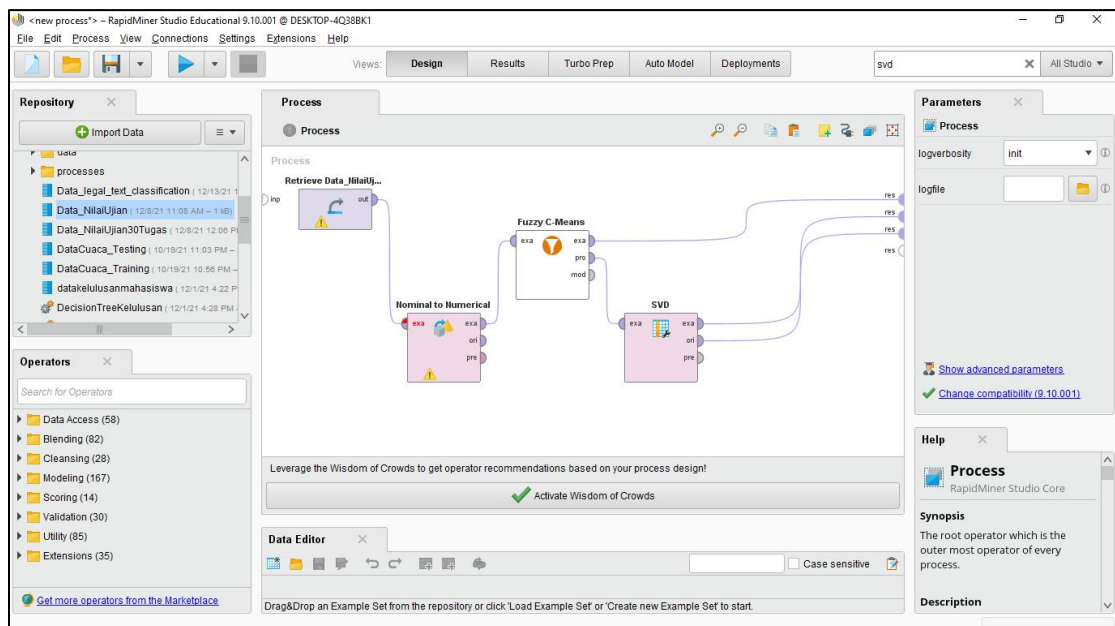 <new process*> – RapidMiner Studio Educational 9.10.001 @ DESKTOP-4Q38BK1
File Edit Process View Connections Settings Extensions Help
Views: Design Results Turbo Prep Auto Model Deployments
svd
All Studio
Repository
Import Data
data
processes
Data_legal_text_classification (12/13/21 1
Data_NilaiUjian (12/8/21 11:08 AM – 1 kB)
Data_NilaiUjian30Tugas (12/8/21 12:06 P
DataCuaca_Testing (10/19/21 11:03 PM –
DataCuaca_Training (10/19/21 10:56 PM –
datakelulusanmahasiswa (12/1/21 4:22 P
DecisionTreeKelulusan (12/1/21 4:28 PM
Operators
Search for Operators
Data Access (58)
Blending (82)
Cleansing (28)
Modeling (167)
Scoring (14)
Validation (30)
Utility (85)
Extensions (35)
Get more operators from the Marketplace
Process
Process
Process
inp
Retrieve Data_NilaiUj...
out
Nominal to Numerical
exa
exa
ori
pre
Fuzzy C-Means
exa
exa
pro
mod
SVD
exa
exa
ori
pre
res
res
res
res
Leverage the Wisdom of Crowds to get operator recommendations based on your process design!
Activate Wisdom of Crowds
Data Editor
Case sensitive
Drag&Drop an Example Set from the repository or click 'Load Example Set' or 'Create new Example Set' to start.
Parameters
Process
logverbosity
init
logfile
Show advanced parameters
Change compatibility (9.10.001)
Help
Process
RapidMiner Studio Core
Synopsis
The root operator which is the
outer most operator of every
process.
Description